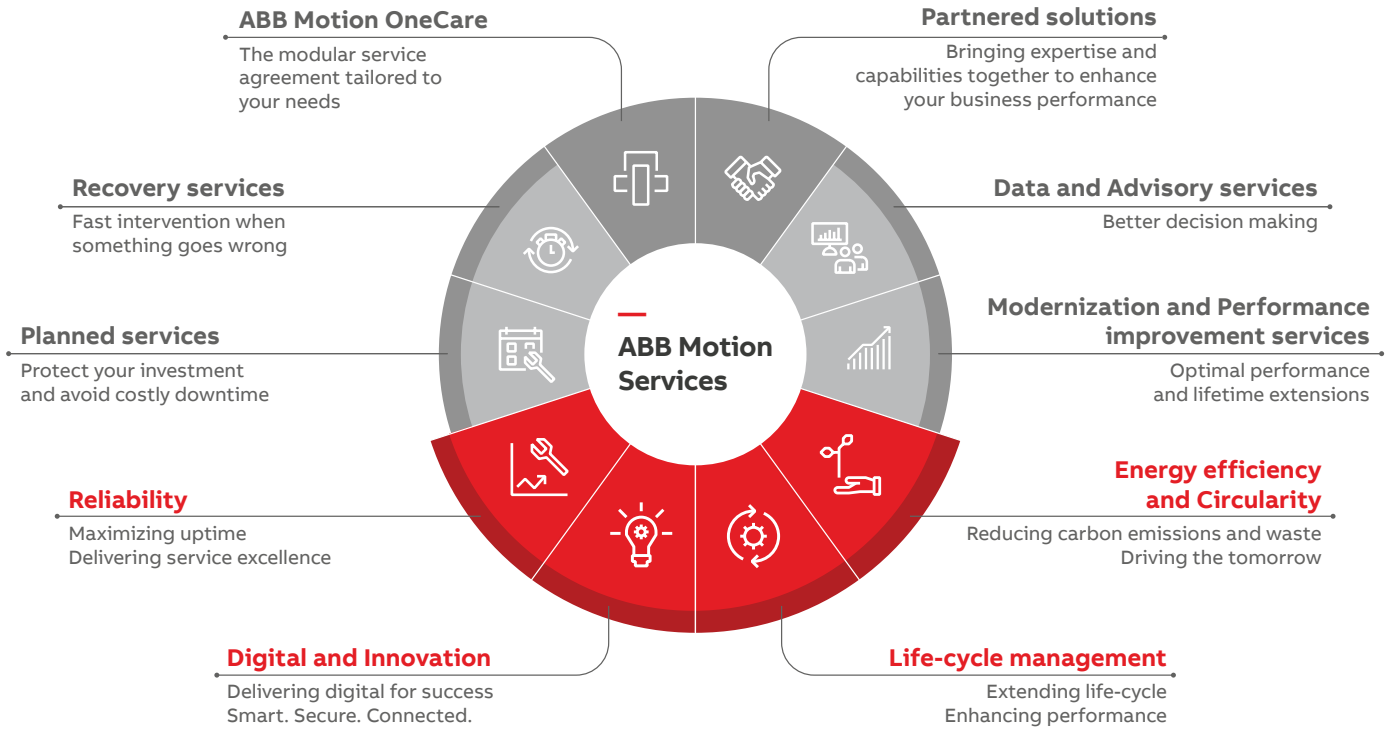 ABB Motion OneCare
The modular service
agreement tailored to
your needs
Partnered solutions
Bringing expertise and
capabilities together to enhance
your business performance
Recovery services
Fast intervention when
something goes wrong
Data and Advisory services
Better decision making
Planned services
Protect your investment
and avoid costly downtime
Modernization and Performance
improvement services
Optimal performance
and lifetime extensions
ABB Motion
Services
Reliability
Maximizing uptime
Delivering service excellence
Energy efficiency
and Circularity
Reducing carbon emissions and waste
Driving the tomorrow
Digital and Innovation
Delivering digital for success
Smart. Secure. Connected.
Life-cycle management
Extending life-cycle
Enhancing performance